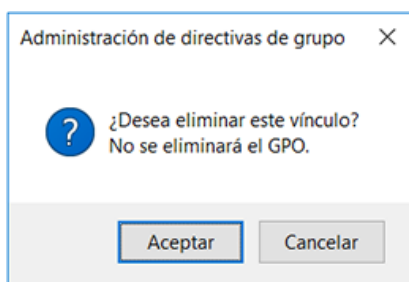 Administración de directivas de grupo
¿Desea eliminar este vínculo?
No se eliminará el GPO.
Aceptar
Cancelar